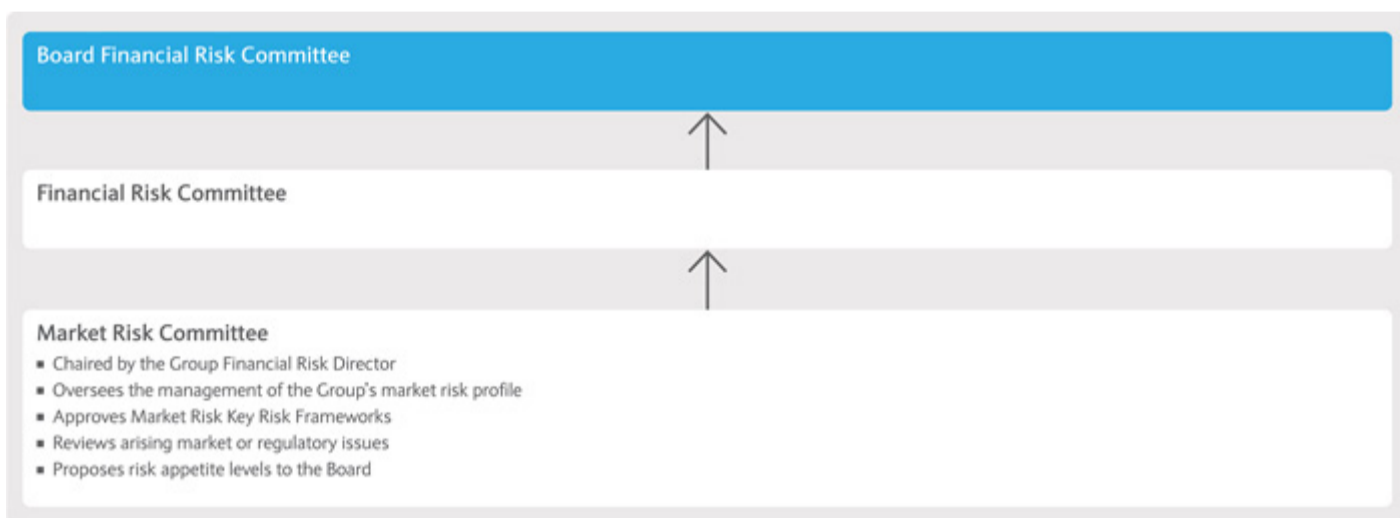 Board Financial Risk Committee
Financial Risk Committee
Market Risk Committee
▪ Chaired by the Group Financial Risk Director
▪ Oversees the management of the Group's market risk profile
▪ Approves Market Risk Key Risk Frameworks
▪ Reviews arising market or regulatory issues
▪ Proposes risk appetite levels to the Board